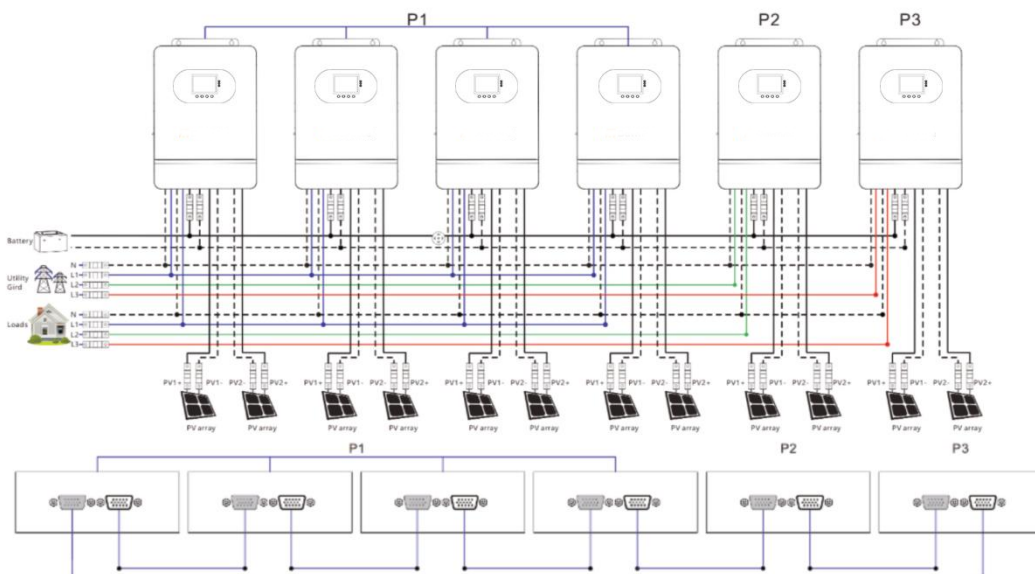 P1 P2 P3
Battery
N
L1
Utility Gird L2
L3
N
Loads L1
L2
L3
PV1+ PV1- PV2- PV2+ PV1+ PV1- PV2- PV2+ PV1+ PV1- PV2- PV2+ PV1+ PV1- PV2- PV2+ PV1+ PV1- PV2- PV2+ PV1+ PV1- PV2- PV2+
PV array PV array PV array PV array PV array PV array PV array PV array PV array PV array PV array PV array
P1 P2 P3